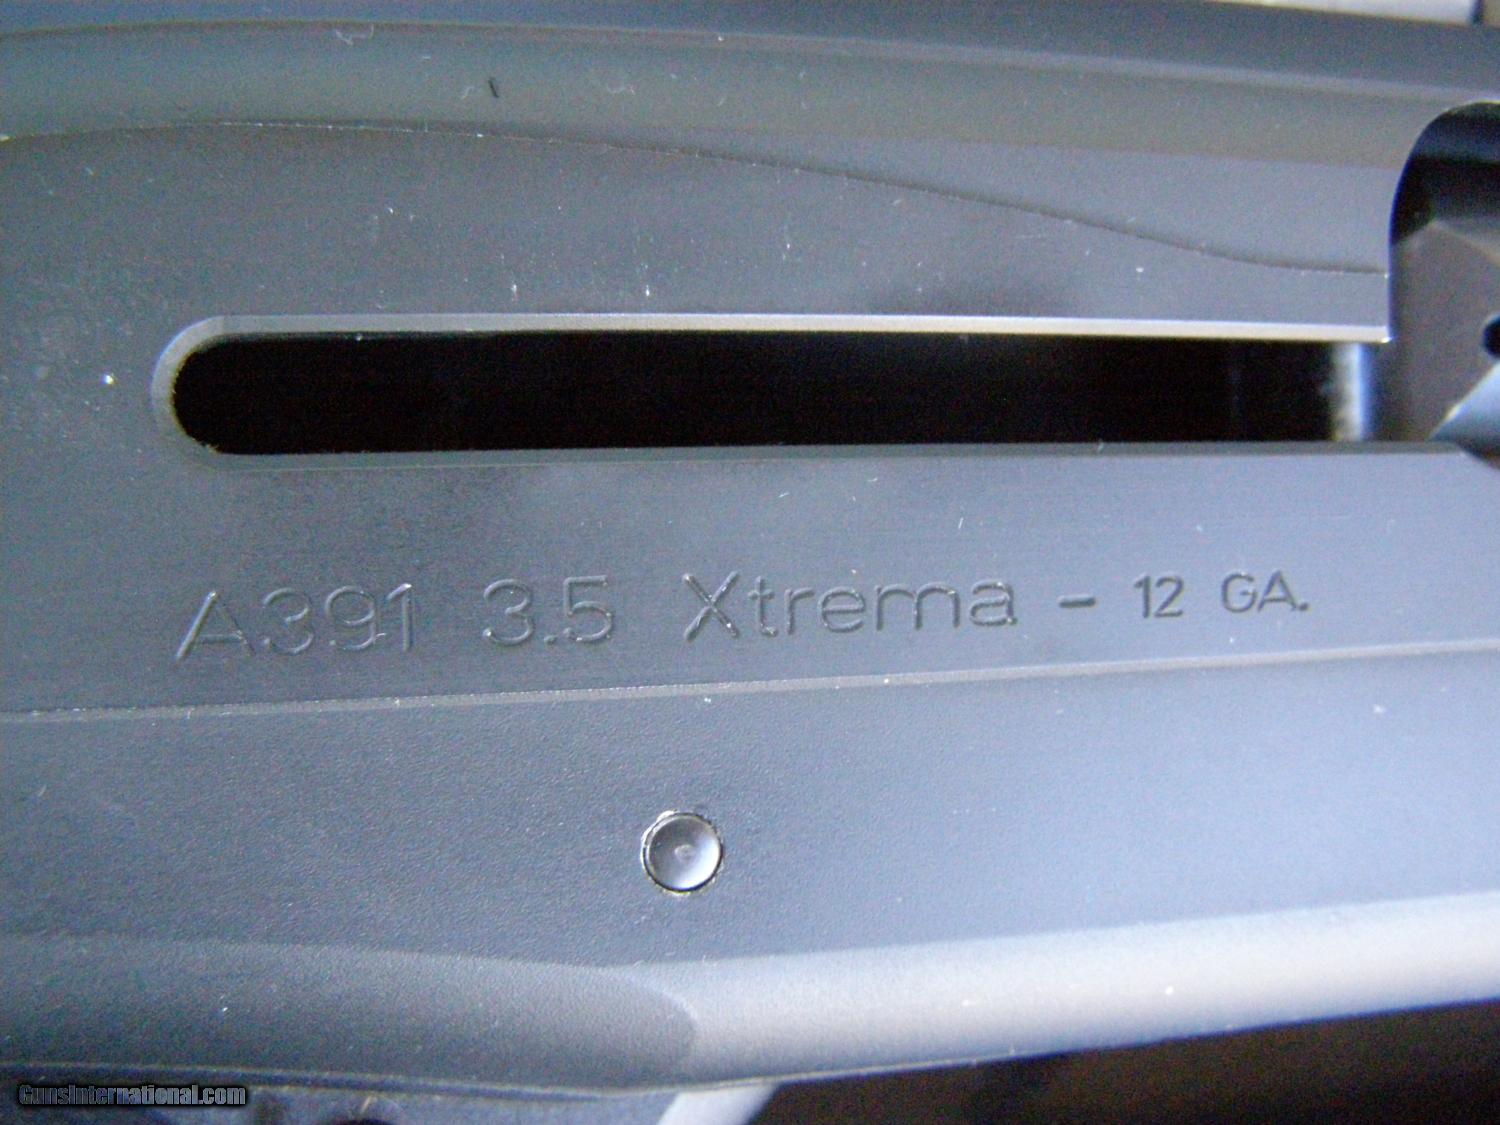 A391 3.5 Xtrema - 12 GA.
GunsInternational.com